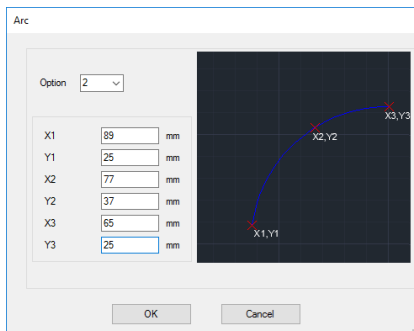 Arc
Option 2
X1 89 mm
Y1 25 mm
X2 77 mm
Y2 37 mm
X3 65 mm
Y3 25 mm
X3,Y3
X2,Y2
X1,Y1
OK Cancel